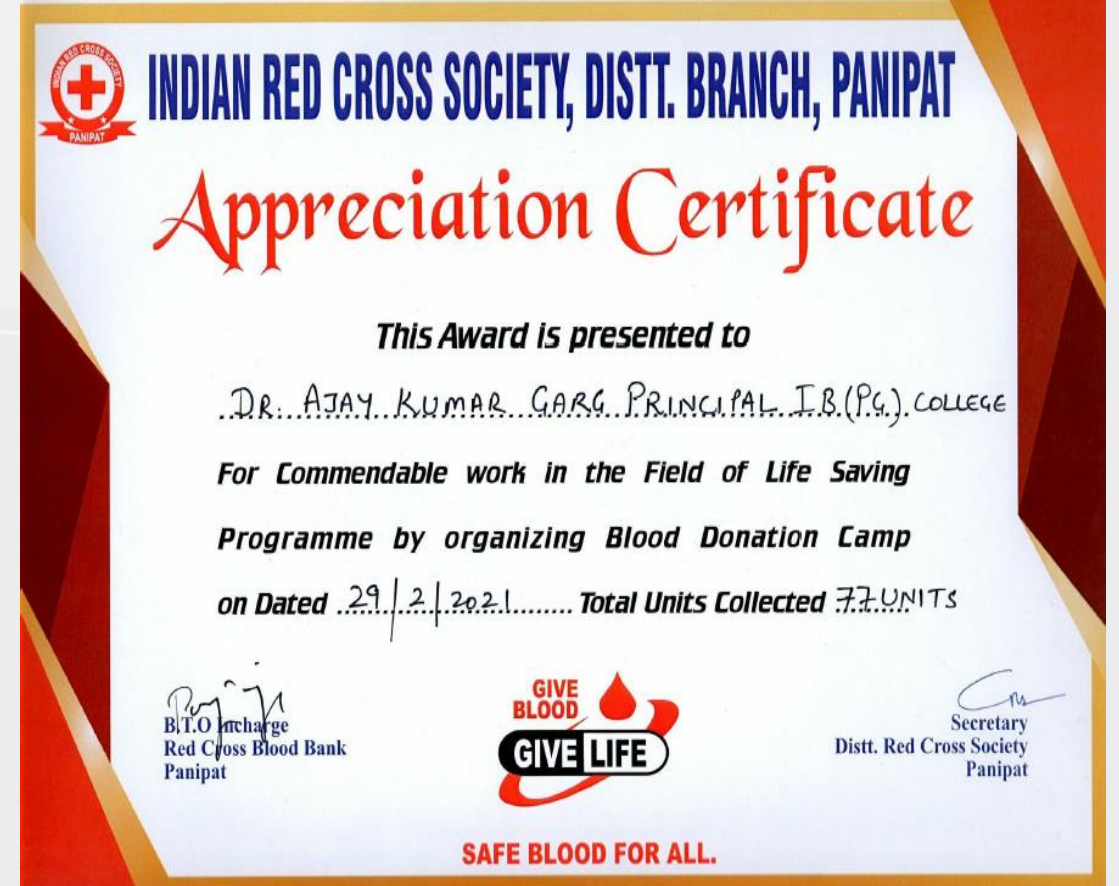 INDIAN RED CROSS SOCIETY
PANIPAT
INDIAN RED CROSS SOCIETY, DISTT. BRANCH, PANIPAT
Appreciation Certificate
This Award is presented to
DR. AJAY KUMAR GARG PRINCIPAL I.B.(PG.) COLLEGE
For Commendable work in the Field of Life Saving
Programme by organizing Blood Donation Camp
on Dated 29/2/2021 Total Units Collected 77 UNITS
B.T.O Incharge
Red Cross Blood Bank
Panipat
GIVE
BLOOD
GIVE LIFE
Secretary
Distt. Red Cross Society
Panipat
SAFE BLOOD FOR ALL.